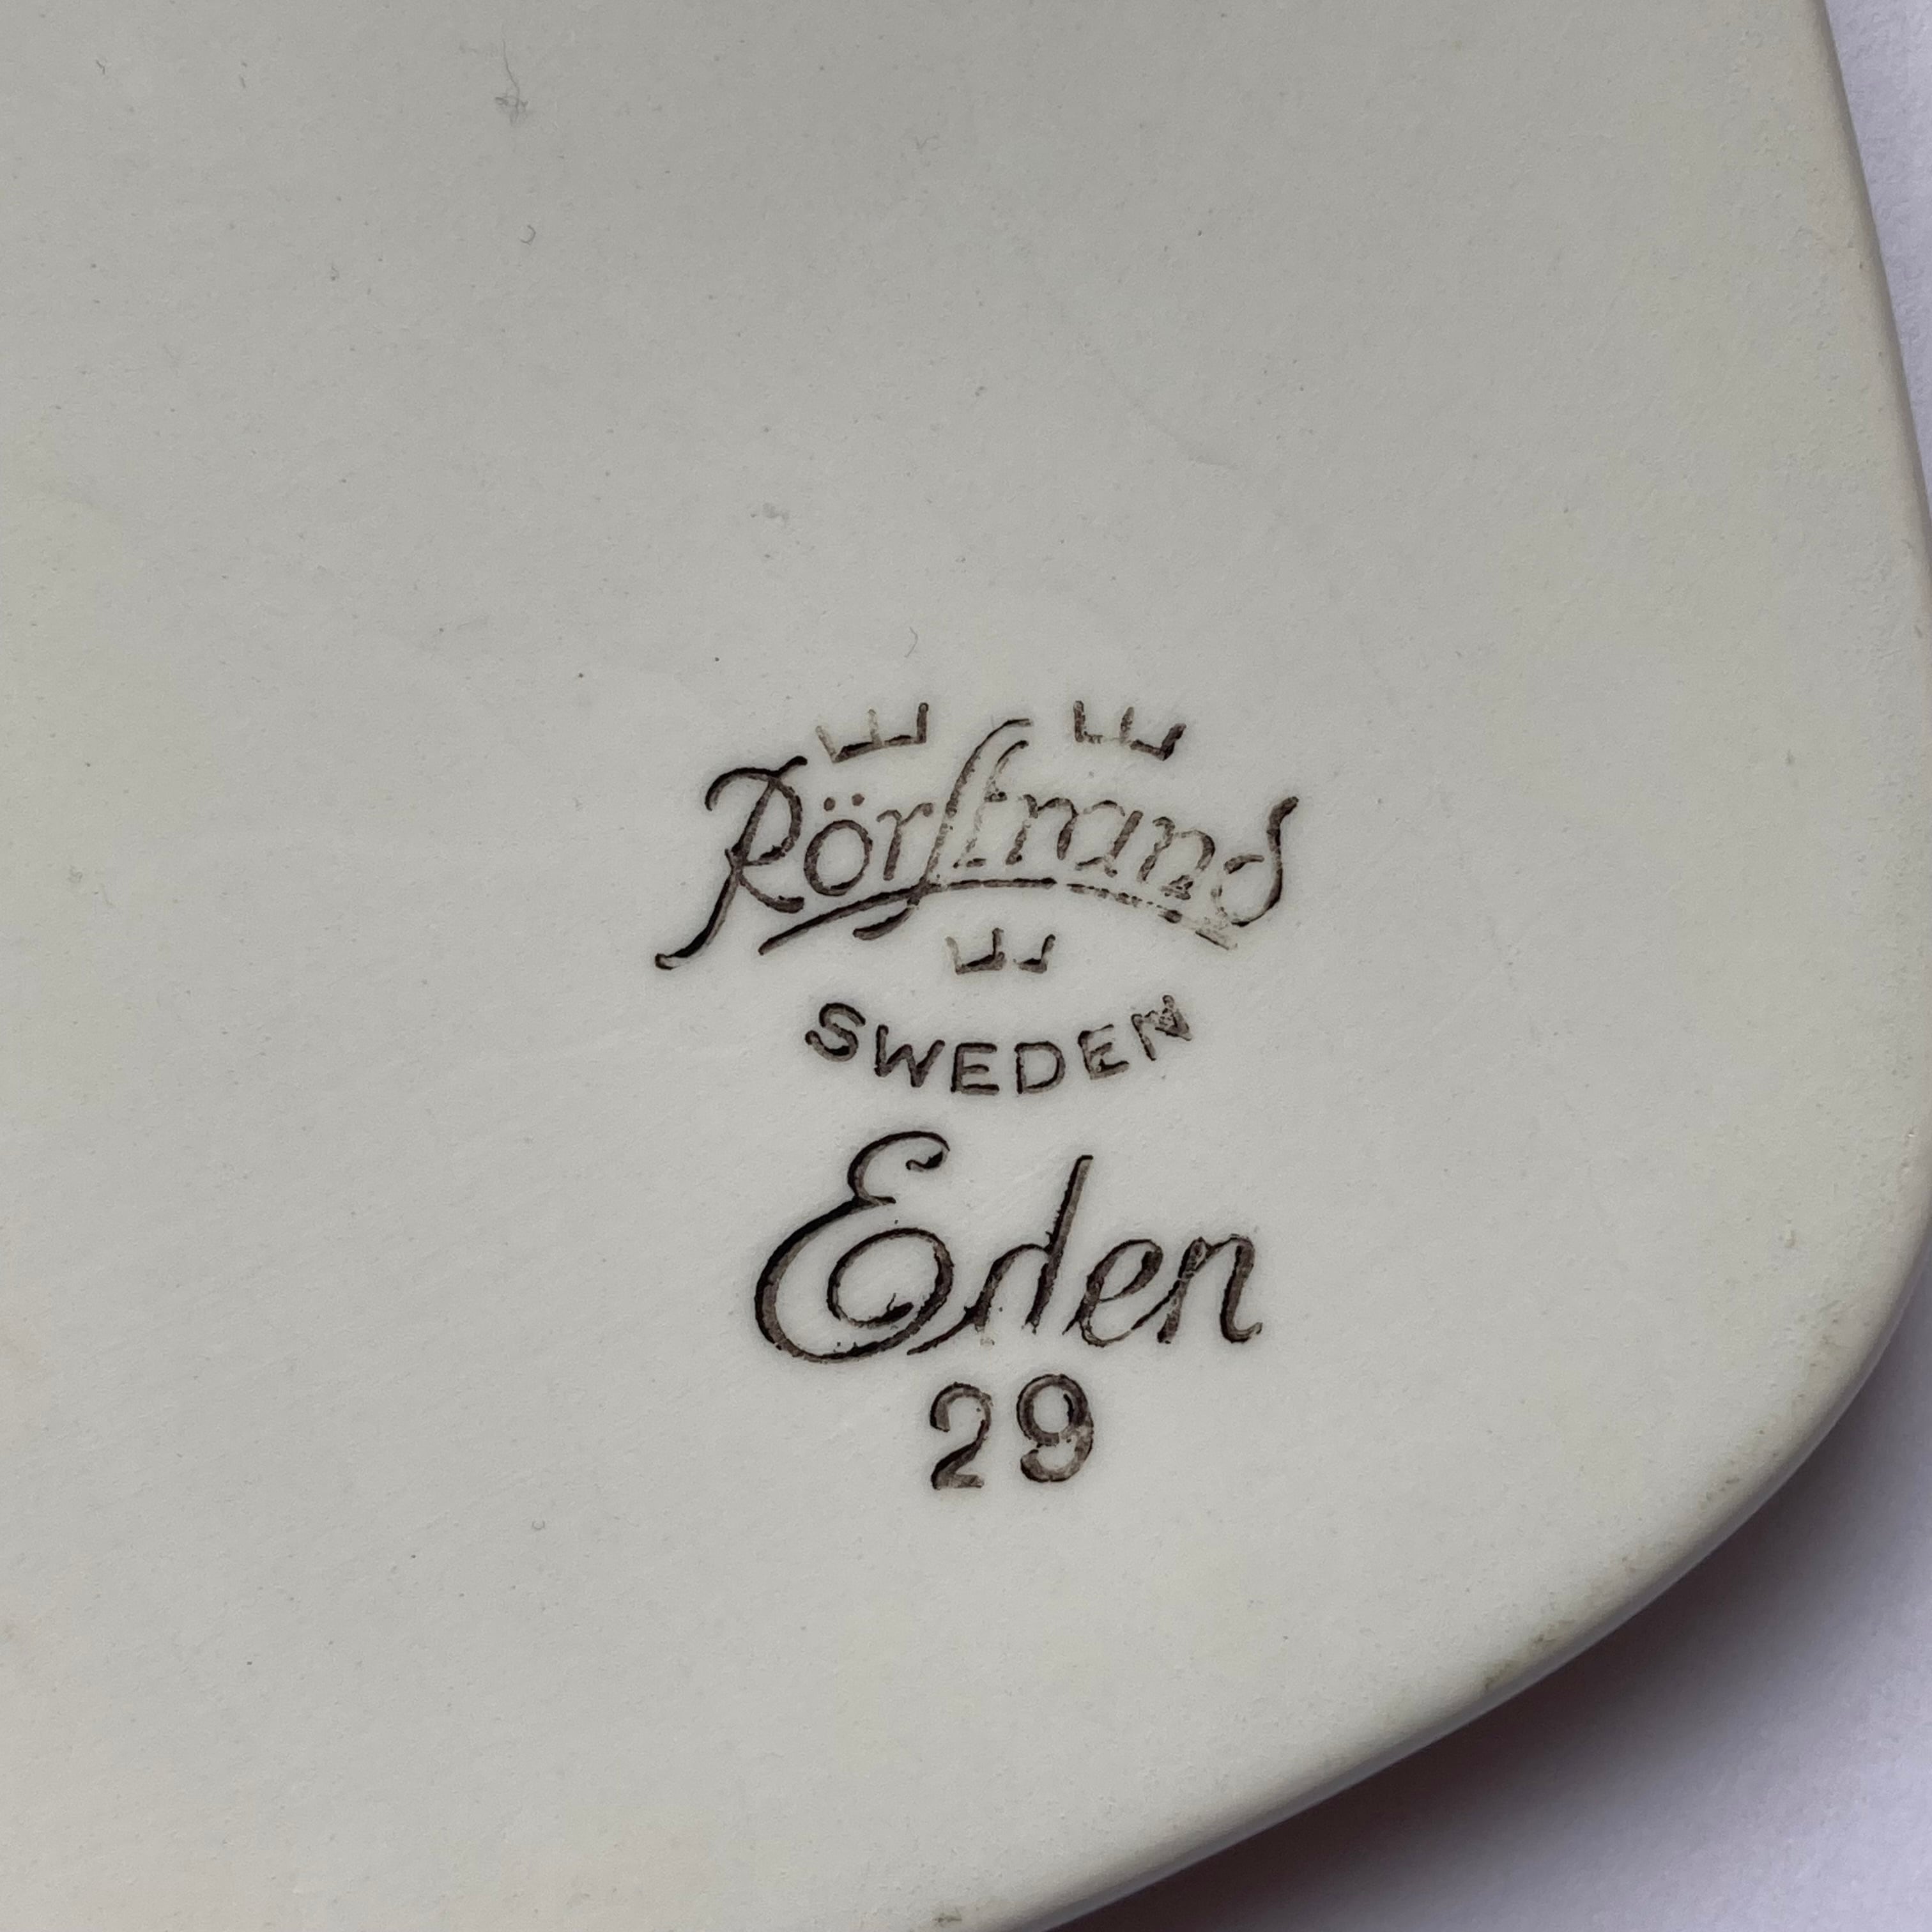 Rörstrand
SWEDEN
Eden
29